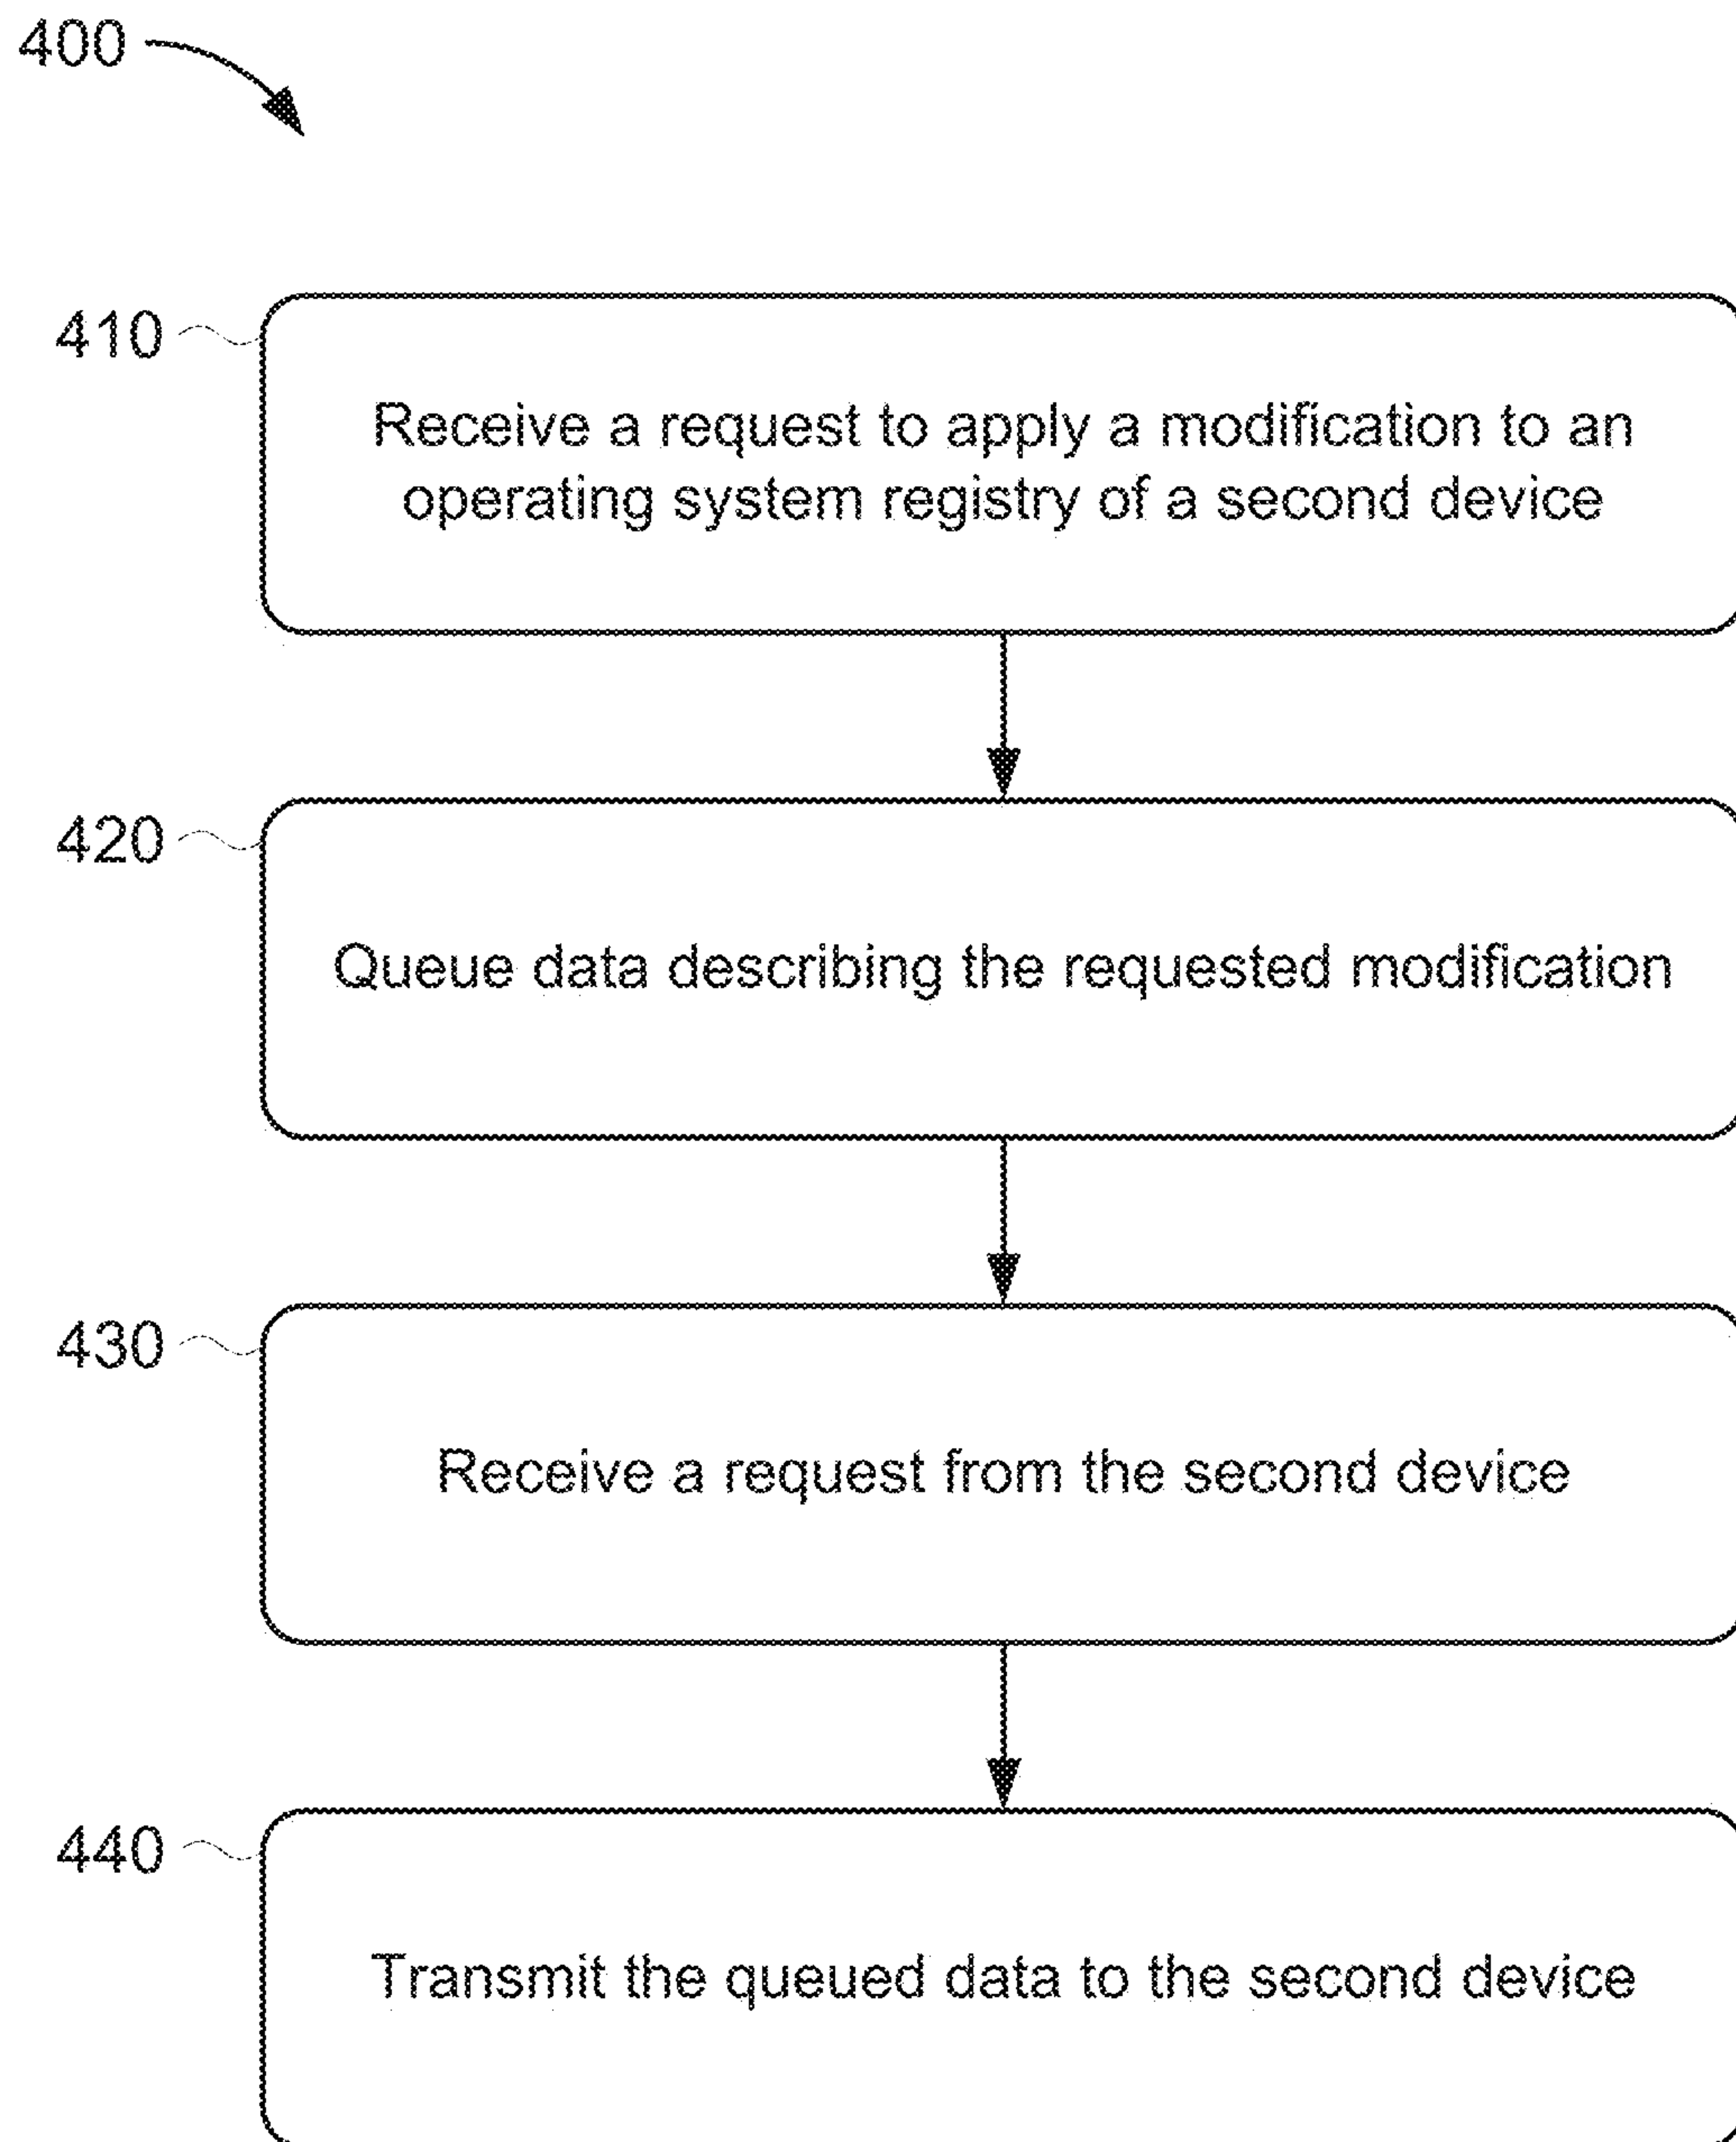 400
410
Receive a request to apply a modification to an
operating system registry of a second device
420
Queue data describing the requested modification
430
Receive a request from the second device
440
Transmit the queued data to the second device